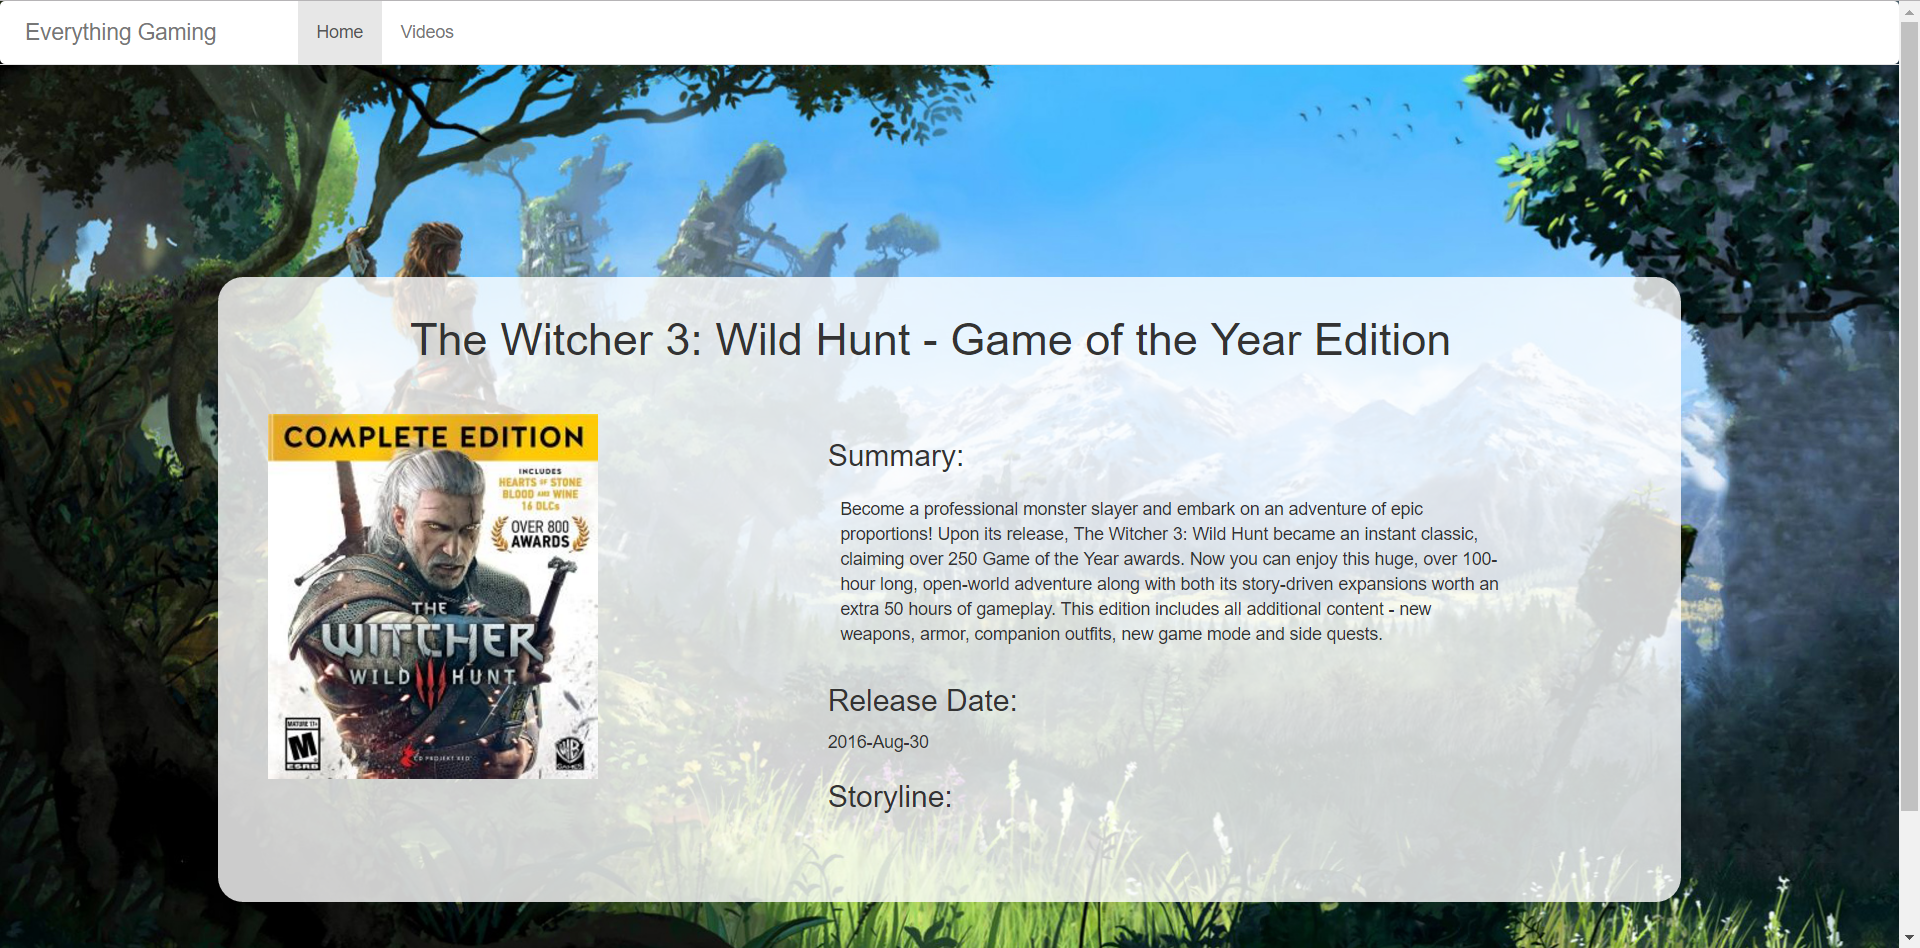 Everything Gaming
Home
Videos
The Witcher 3: Wild Hunt - Game of the Year Edition
COMPLETE EDITION
INCLUDES
HEARTS OF STONE
BLOOD AND WINE
16 DLCs
OVER 800
AWARDS
THE
WITCHER
WILD HUNT
MATURE 17+
M
ESRB
CD PROJEKT RED
WB
GAMES
Summary:
Become a professional monster slayer and embark on an adventure of epic
proportions! Upon its release, The Witcher 3: Wild Hunt became an instant classic,
claiming over 250 Game of the Year awards. Now you can enjoy this huge, over 100-
hour long, open-world adventure along with both its story-driven expansions worth an
extra 50 hours of gameplay. This edition includes all additional content - new
weapons, armor, companion outfits, new game mode and side quests.
Release Date:
2016-Aug-30
Storyline: